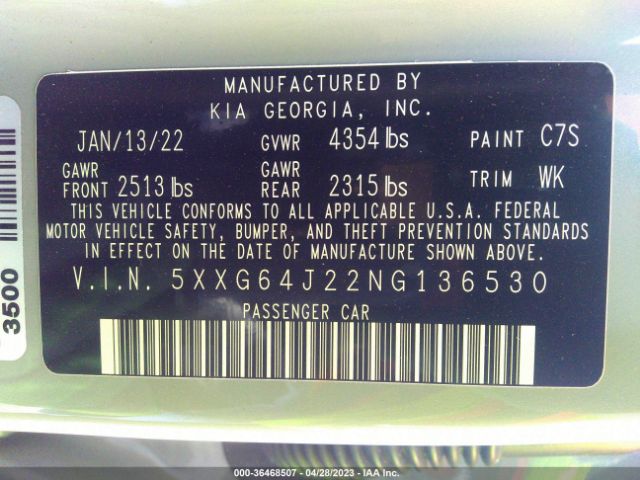 MANUFACTURED BY
KIA GEORGIA, INC.
JAN/13/22 GVWR 4354 lbs PAINT C7S
GAWR FRONT 2513 lbs GAWR REAR 2315 lbs TRIM WK
THIS VEHICLE CONFORMS TO ALL APPLICABLE U.S.A. FEDERAL
MOTOR VEHICLE SAFETY, BUMPER, AND THEFT PREVENTION STANDARDS
IN EFFECT ON THE DATE OF MANUFACTURE SHOWN ABOVE.
V.I.N. 5XXG64J22NG136530
PASSENGER CAR
3500
000-36468507 - 04/28/2023 - IAA Inc.